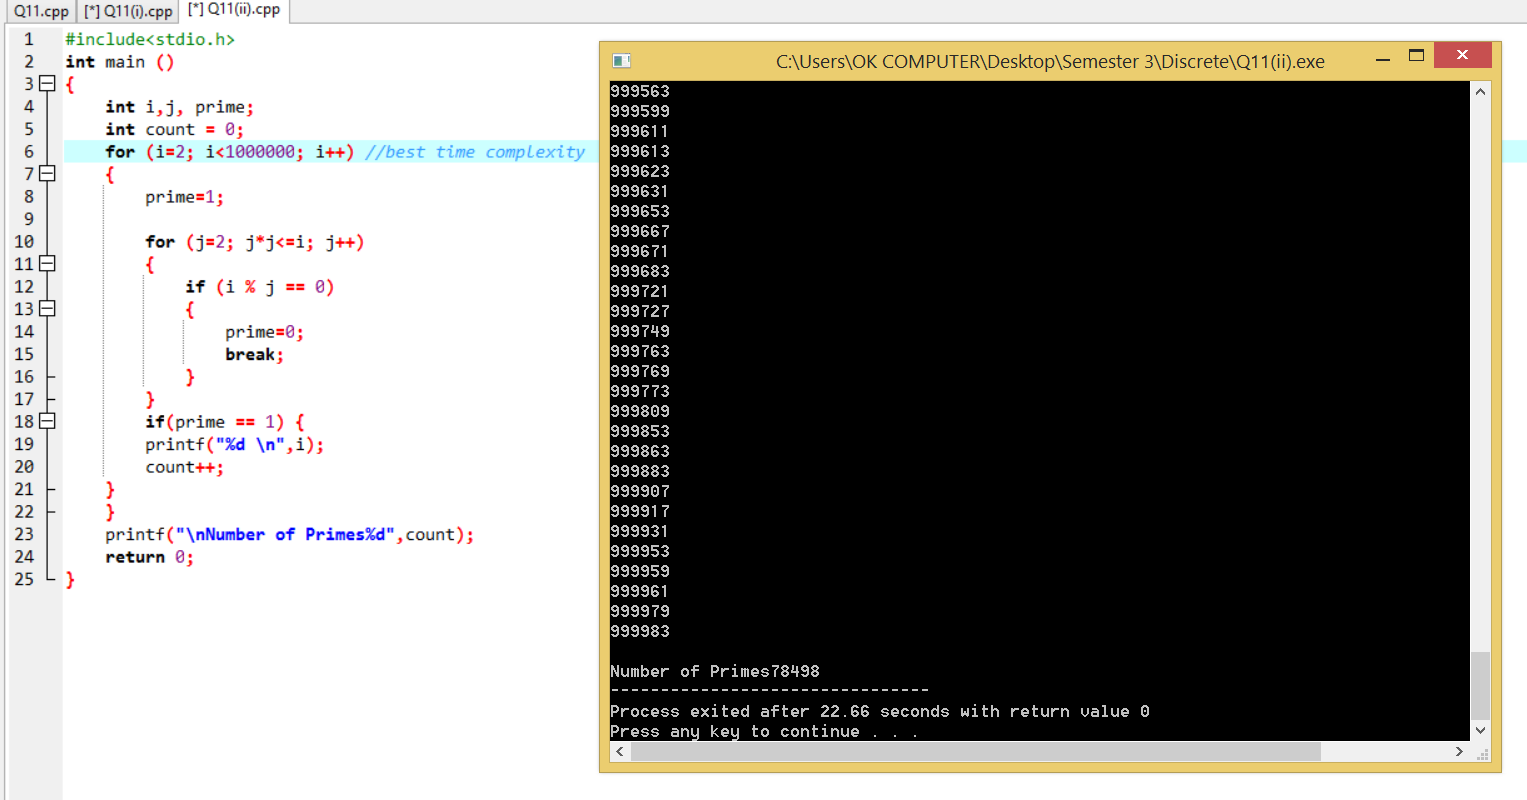 Q11.cpp [*] Q11(i).cpp [*] Q11(ii).cpp
1 #include<stdio.h>
2 int main ()
3 {
4 int i,j, prime;
5 int count = 0;
6 for (i=2; i<1000000; i++) //best time complexity
7 {
8 prime=1;
9
10 for (j=2; j*j<=i; j++)
11 {
12 if (i % j == 0)
13 {
14 prime=0;
15 break;
16 }
17 }
18 if(prime == 1) {
19 printf("%d \n",i);
20 count++;
21 }
22 }
23 printf("\nNumber of Primes%d",count);
24 return 0;
25 }
C:\Users\OK COMPUTER\Desktop\Semester 3\Discrete\Q11(ii).exe
999563
999599
999611
999613
999623
999631
999653
999667
999671
999683
999721
999727
999749
999763
999769
999773
999809
999853
999863
999883
999907
999917
999931
999953
999959
999961
999979
999983
Number of Primes78498
--------------------------------
Process exited after 22.66 seconds with return value 0
Press any key to continue . . .